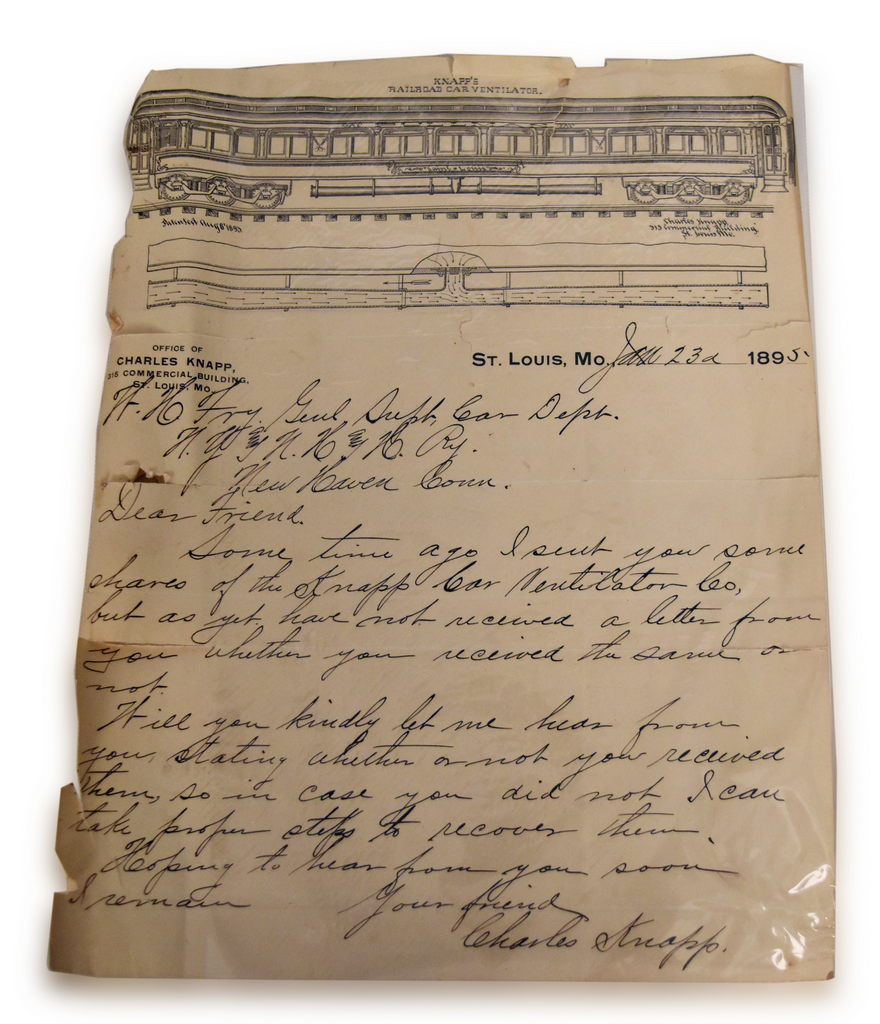 KNAPP'S
RAILROAD CAR VENTILATOR.
Patented Aug 8 1893
Charles Knapp
315 Commercial Building,
St. Louis Mo.
OFFICE OF
CHARLES KNAPP,
315 COMMERCIAL BUILDING,
ST. LOUIS, MO.
ST. LOUIS, MO. Jan 23d 1895.
W. H Fry. Genl Supt, Car Dept.
N. Y & N. H & H. Ry.
New Haven Conn.
Dear Friend.
Some time ago I sent you some
shares of the Knapp Car Ventilator Co,
but as yet have not received a letter from
you whether you received the same or
not.
Will you kindly let me hear from
you, stating whether or not you received
them, so in case you did not I can
take proper steps to recover them.
Hoping to hear from you soon
I remain Your friend
Charles Knapp.